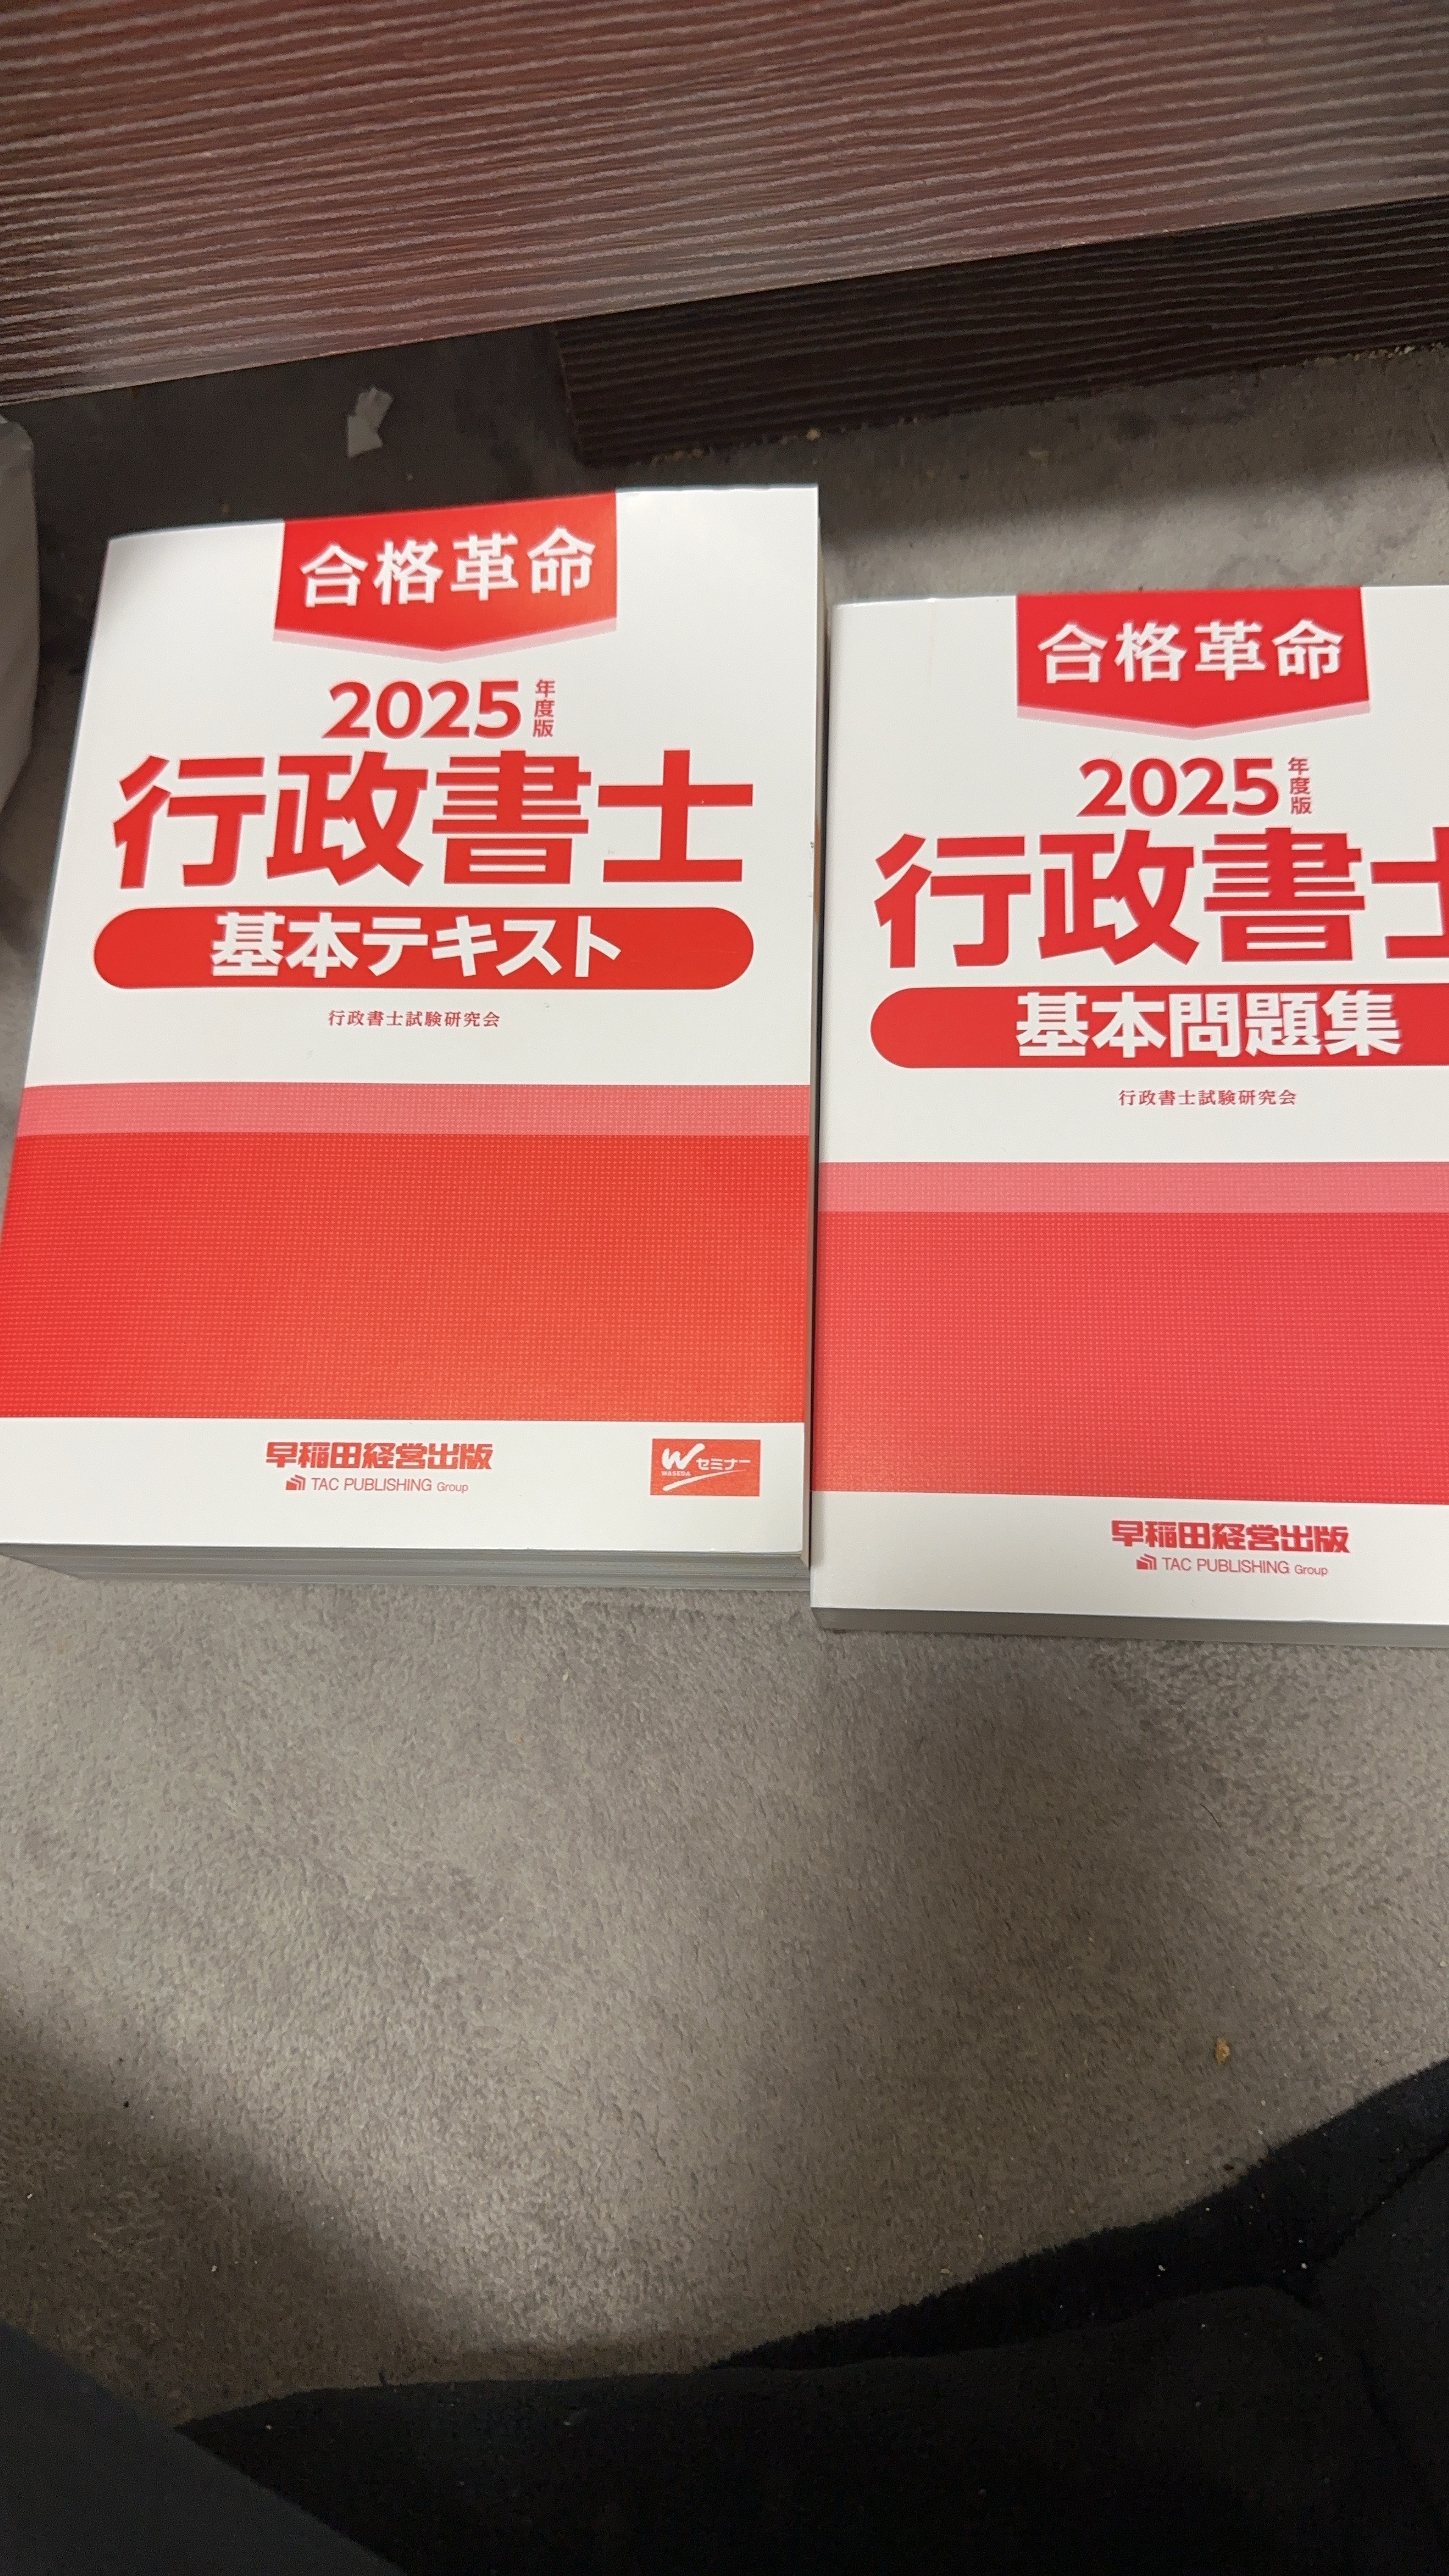 合格革命
2025年度版
行政書士
基本テキスト
行政書士試験研究会
早稲田経営出版
TAC PUBLISHING Group
Wセミナー
WASEDA
合格革命
2025年度版
行政書士
基本問題集
行政書士試験研究会
早稲田経営出版
TAC PUBLISHING Group